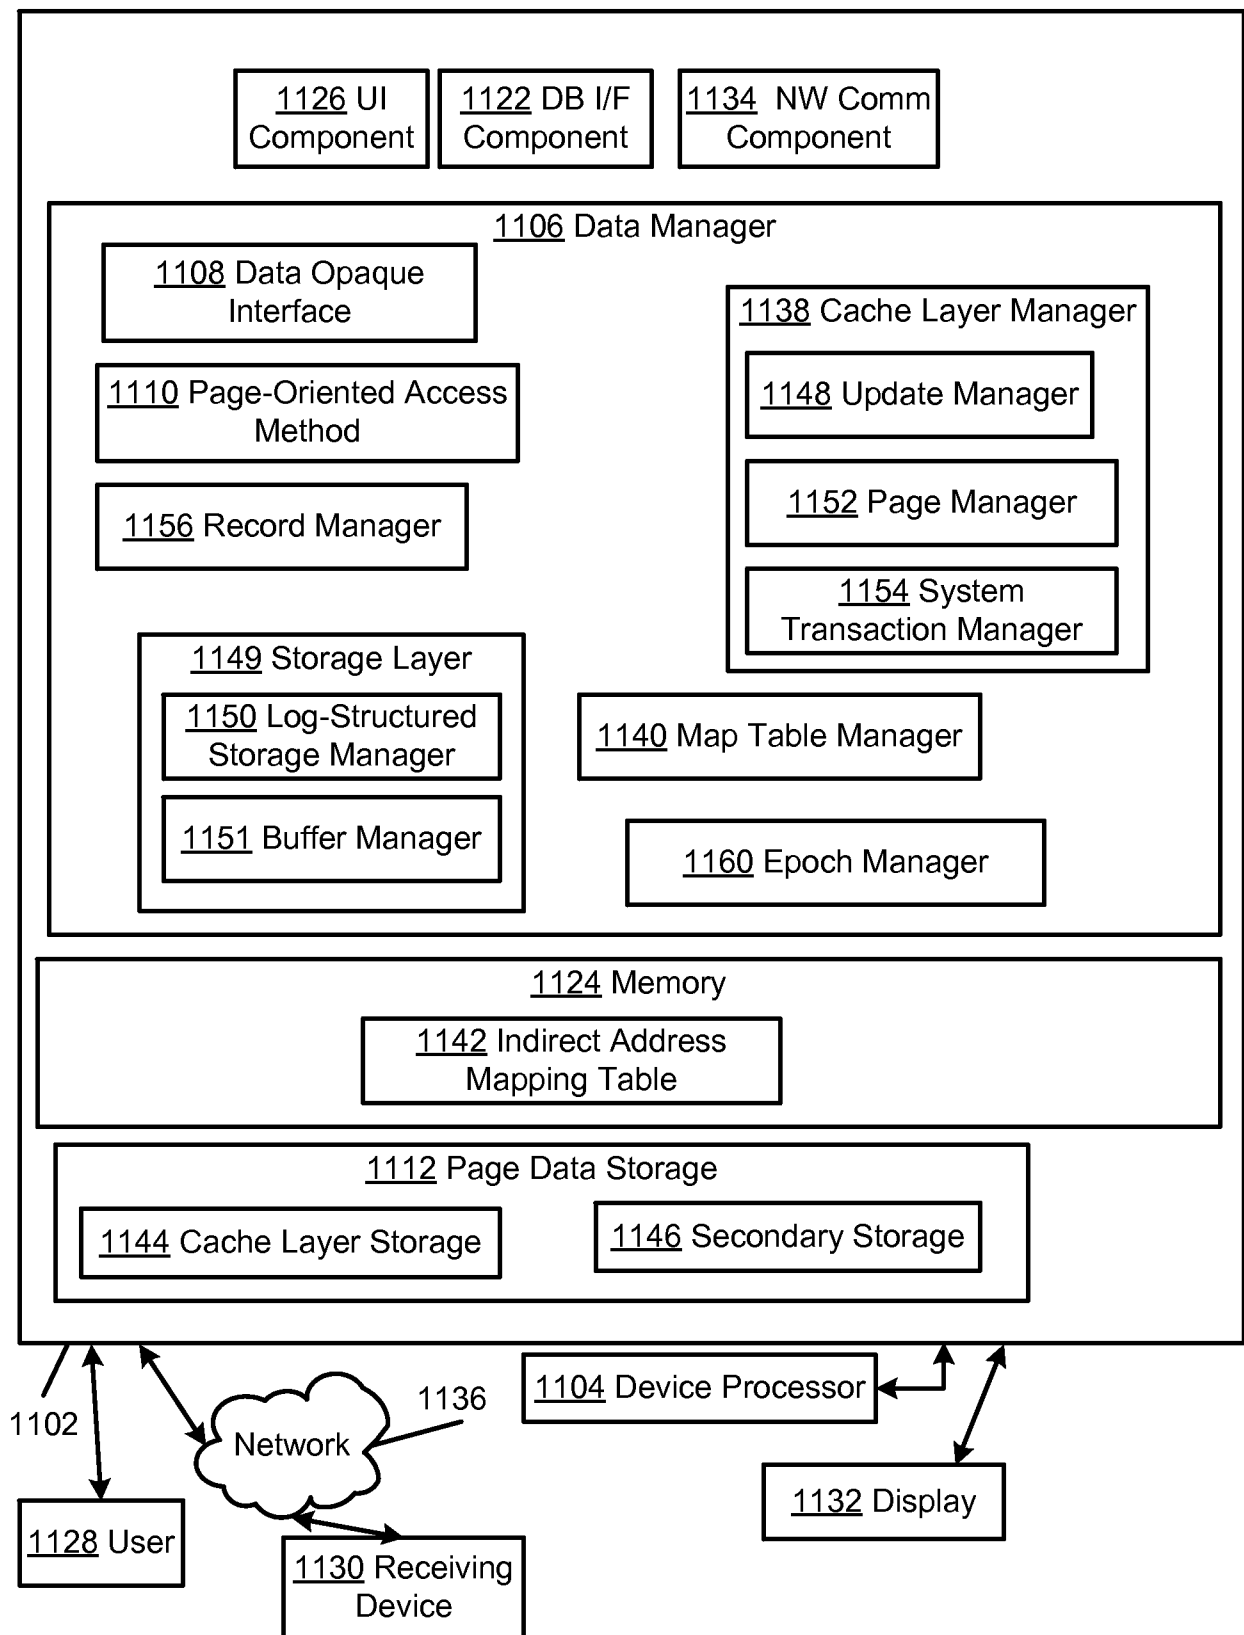 1126 UI
Component
1122 DB I/F
Component
1134 NW Comm
Component
1106 Data Manager
1108 Data Opaque
Interface
1110 Page-Oriented Access
Method
1156 Record Manager
1138 Cache Layer Manager
1148 Update Manager
1152 Page Manager
1154 System
Transaction Manager
1149 Storage Layer
1150 Log-Structured
Storage Manager
1151 Buffer Manager
1140 Map Table Manager
1160 Epoch Manager
1124 Memory
1142 Indirect Address
Mapping Table
1112 Page Data Storage
1144 Cache Layer Storage
1146 Secondary Storage
1102
1128 User
Network
1136
1130 Receiving
Device
1104 Device Processor
1132 Display